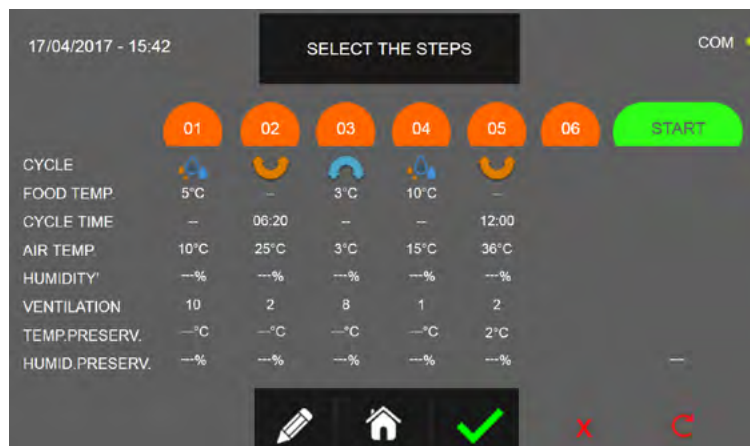 17/04/2017 - 15:42 SELECT THE STEPS COM
01 02 03 04 05 06 START
CYCLE
FOOD TEMP. 5°C -- 3°C 10°C --
CYCLE TIME -- 06:20 -- -- 12:00
AIR TEMP. 10°C 25°C 3°C 15°C 36°C
HUMIDITY' ---% ---% ---% ---% ---%
VENTILATION 10 2 8 1 2
TEMP.PRESERV. ---°C ---°C ---°C ---°C 2°C
HUMID.PRESERV. ---% ---% ---% ---% ---% ---
X